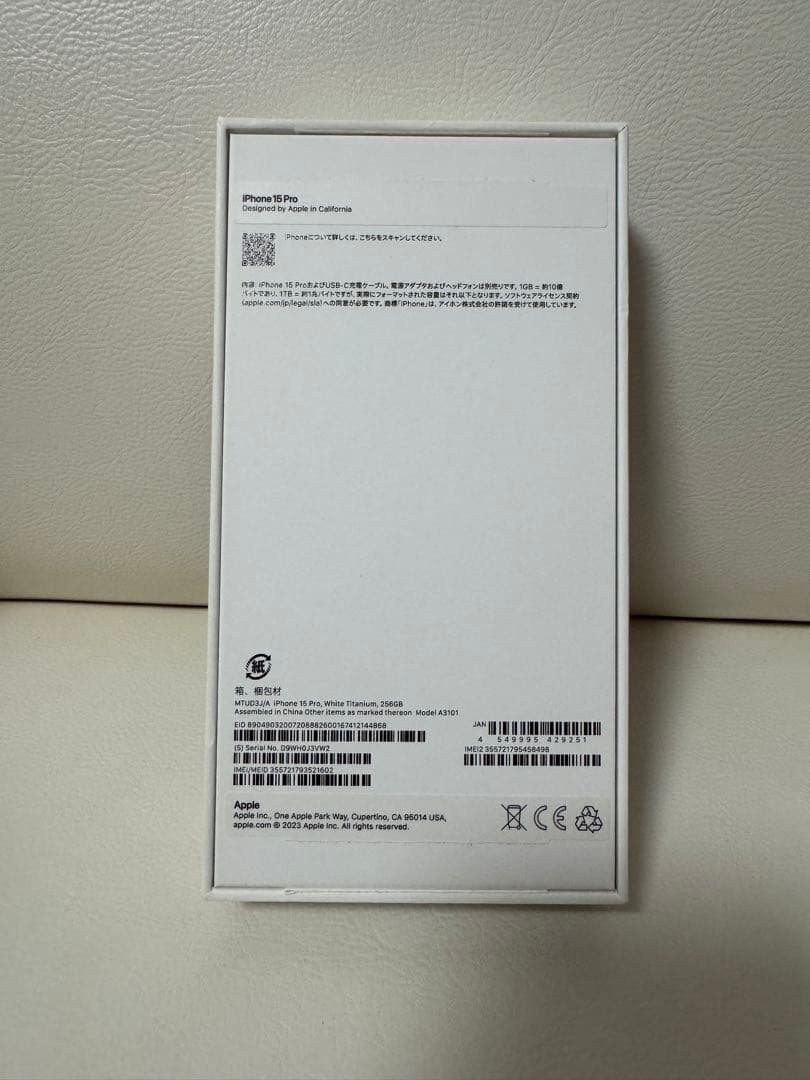 iPhone 15 Pro
Designed by Apple in California
iPhoneについて詳しくは、こちらをスキャンしてください。
内容: iPhone 15 ProおよびUSB-C充電ケーブル。電源アダプタおよびヘッドフォンは別売りです。1GB = 約10億
バイトであり、1TB = 約1兆バイトですが、実際にフォーマットされた容量はそれ以下となります。ソフトウェアライセンス契約
(apple.com/jp/legal/sla)への同意が必要です。商標「iPhone」は、アイホン株式会社の許諾を受けて使用しています。
紙
箱、梱包材
MTUD3J/A iPhone 15 Pro, White Titanium, 256GB
Assembled in China Other items as marked thereon Model A3101
EID 89049032007208882600167412144868
JAN
4 549995 429251
(S) Serial No. D9WH0J3VW2
IMEI2 355721795458498
IMEI/MEID 355721793521602
Apple
Apple Inc., One Apple Park Way, Cupertino, CA 95014 USA,
apple.com © 2023 Apple Inc. All rights reserved.
CE